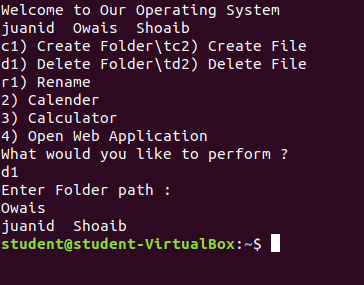 Welcome to Our Operating System
juanid  Owais  Shoaib
c1) Create Folder\tc2) Create File
d1) Delete Folder\td2) Delete File
r1) Rename
2) Calender
3) Calculator
4) Open Web Application
What would you like to perform ?
d1
Enter Folder path :
Owais
juanid  Shoaib
student@student-VirtualBox:~$